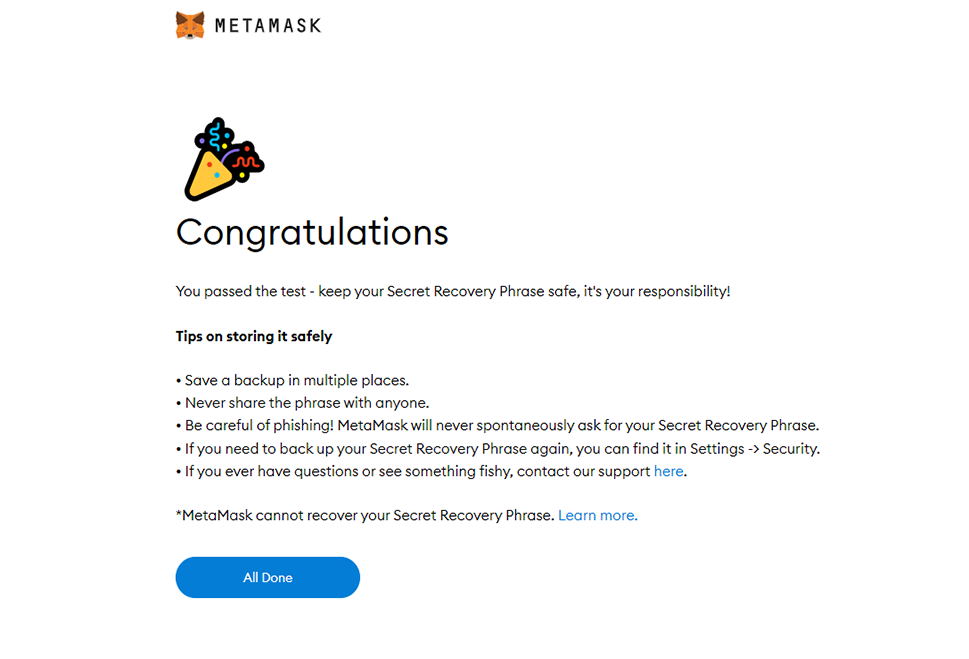 METAMASK
Congratulations
You passed the test - keep your Secret Recovery Phrase safe, it's your responsibility!
Tips on storing it safely
• Save a backup in multiple places.
• Never share the phrase with anyone.
• Be careful of phishing! MetaMask will never spontaneously ask for your Secret Recovery Phrase.
• If you need to back up your Secret Recovery Phrase again, you can find it in Settings -> Security.
• If you ever have questions or see something fishy, contact our support here.
*MetaMask cannot recover your Secret Recovery Phrase. Learn more.
All Done